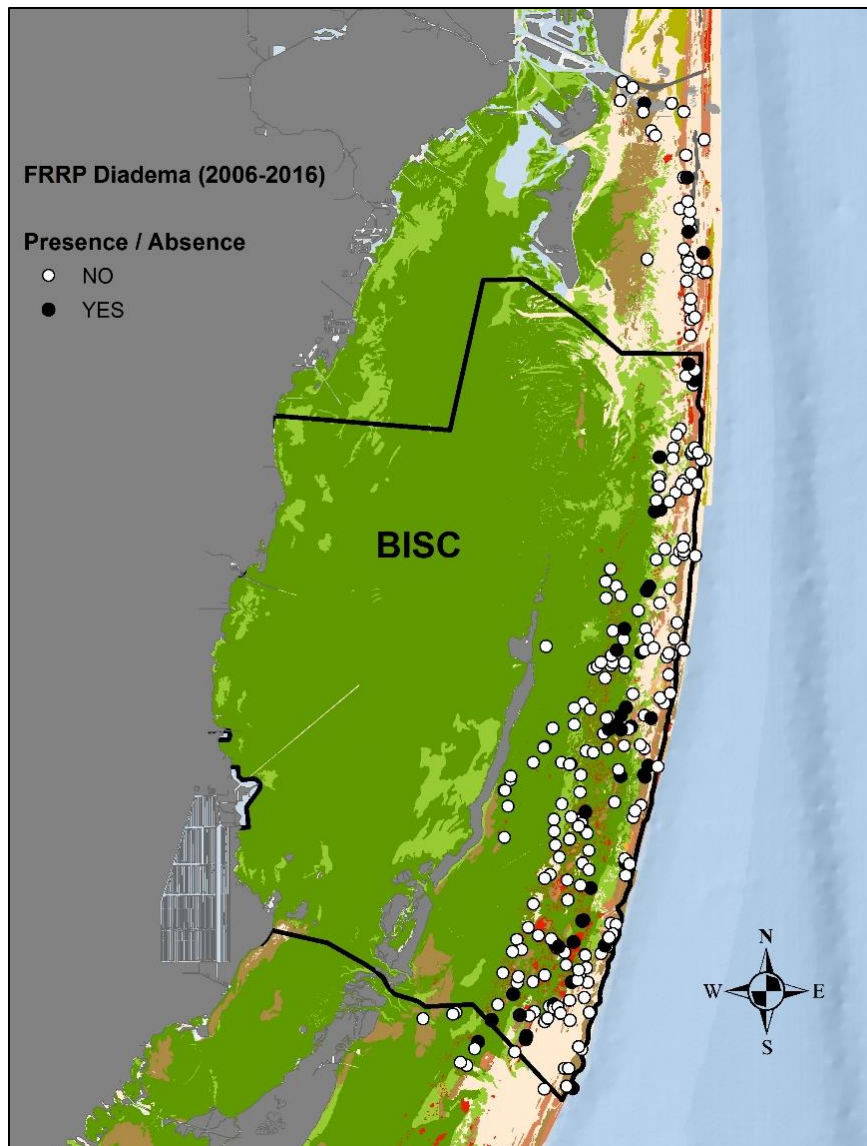 FRRP Diadema (2006-2016)
Presence / Absence
NO
YES
BISC
N
W E
S